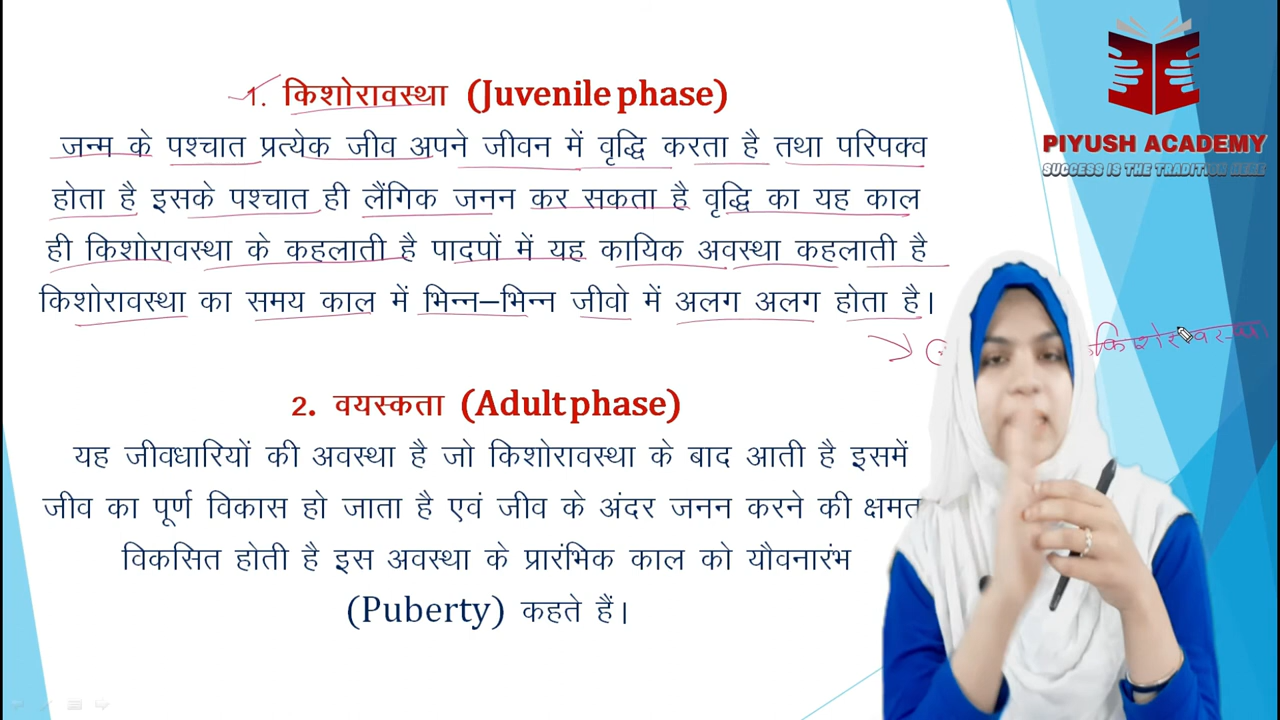 PIYUSH ACADEMY
SUCCESS IS THE TRADITION HERE
1. किशोरावस्था (Juvenile phase)
जन्म के पश्चात प्रत्येक जीव अपने जीवन में वृद्धि करता है तथा परिपक्व
होता है इसके पश्चात ही लैंगिक जनन कर सकता है वृद्धि का यह काल
ही किशोरावस्था के कहलाती है पादपों में यह कायिक अवस्था कहलाती है
किशोरावस्था का समय काल में भिन्न–भिन्न जीवो में अलग अलग होता है।
2. वयस्कता (Adult phase)
यह जीवधारियों की अवस्था है जो किशोरावस्था के बाद आती है इसमें
जीव का पूर्ण विकास हो जाता है एवं जीव के अंदर जनन करने की
विकसित होती है इस अवस्था के प्रारंभिक काल को यौवनारंभ
(Puberty) कहते हैं।